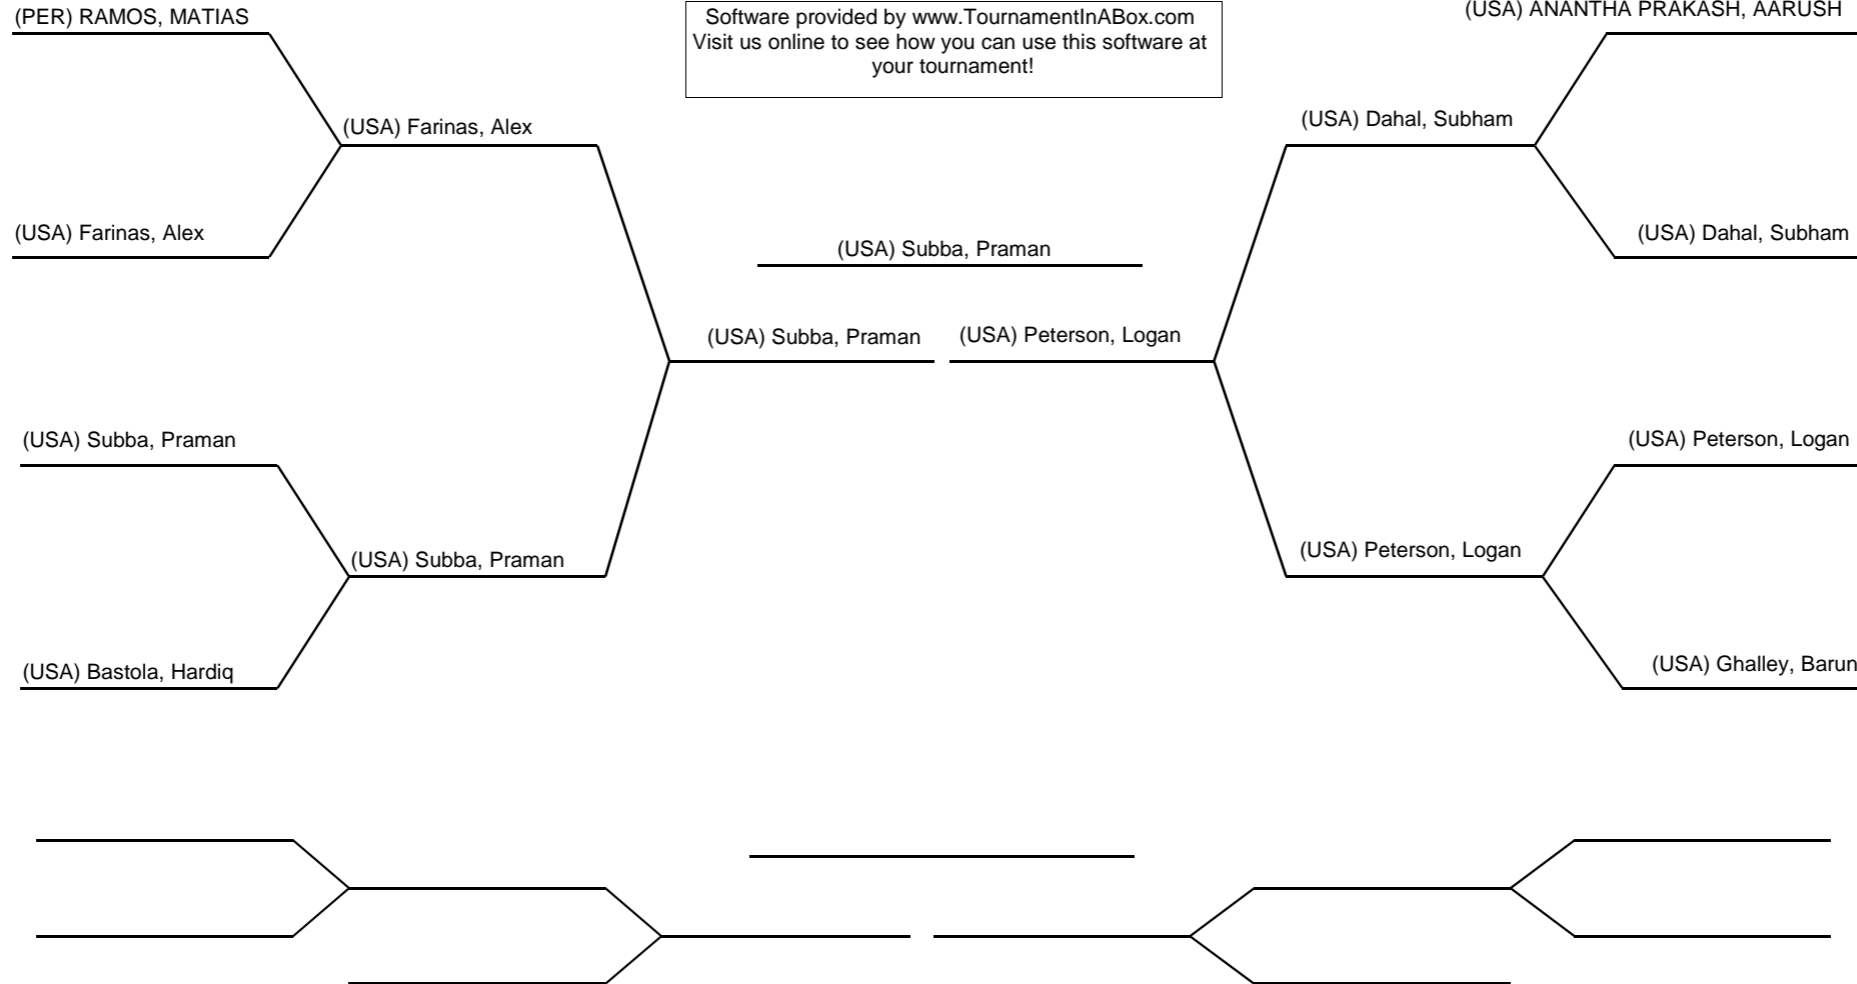 (PER) RAMOS, MATIAS
Software provided by www.TournamentInABox.com
Visit us online to see how you can use this software at
your tournament!
(USA) ANANTHA PRAKASH, AARUSH
(USA) Farinas, Alex
(USA) Dahal, Subham
(USA) Farinas, Alex
(USA) Subba, Praman
(USA) Dahal, Subham
(USA) Subba, Praman
(USA) Peterson, Logan
(USA) Subba, Praman
(USA) Peterson, Logan
(USA) Subba, Praman
(USA) Peterson, Logan
(USA) Bastola, Hardiq
(USA) Ghalley, Barun